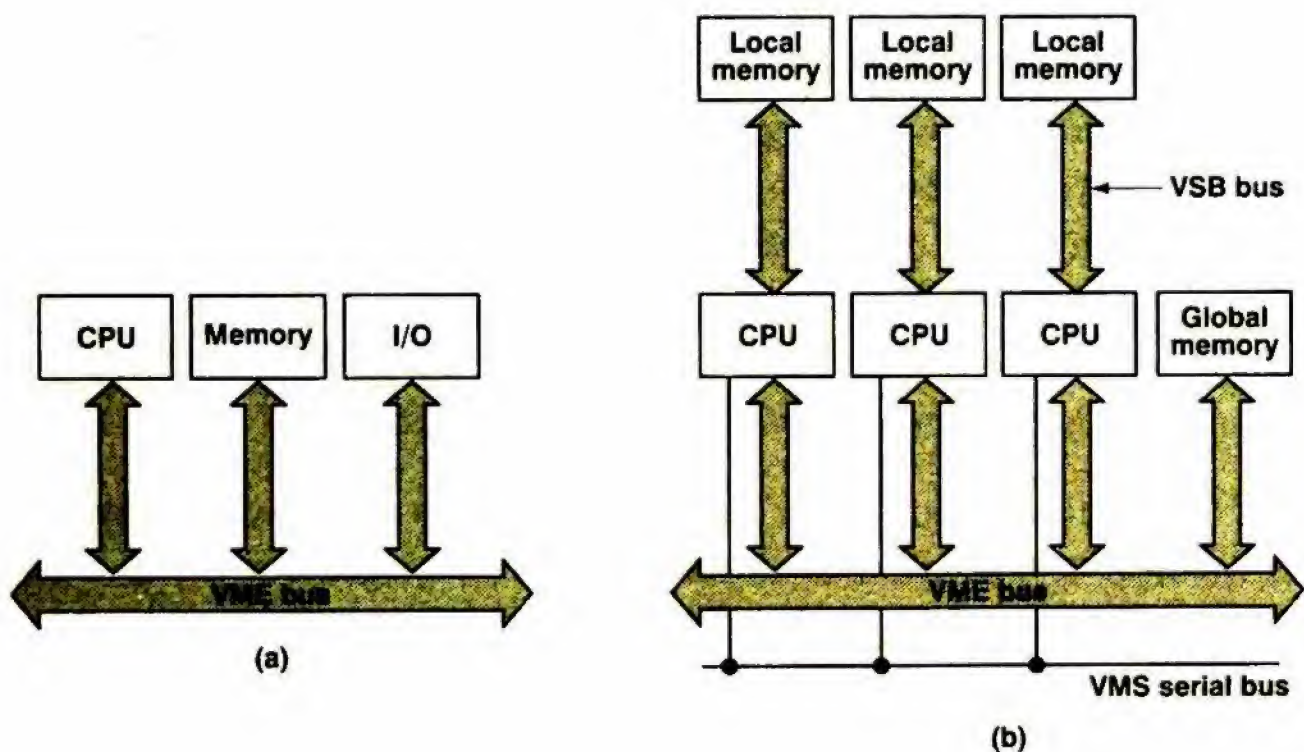 Local
memory
Local
memory
Local
memory
VSB bus
CPU
Memory
I/O
CPU
CPU
CPU
Global
memory
VME bus
VME bus
(a)
VMS serial bus
(b)